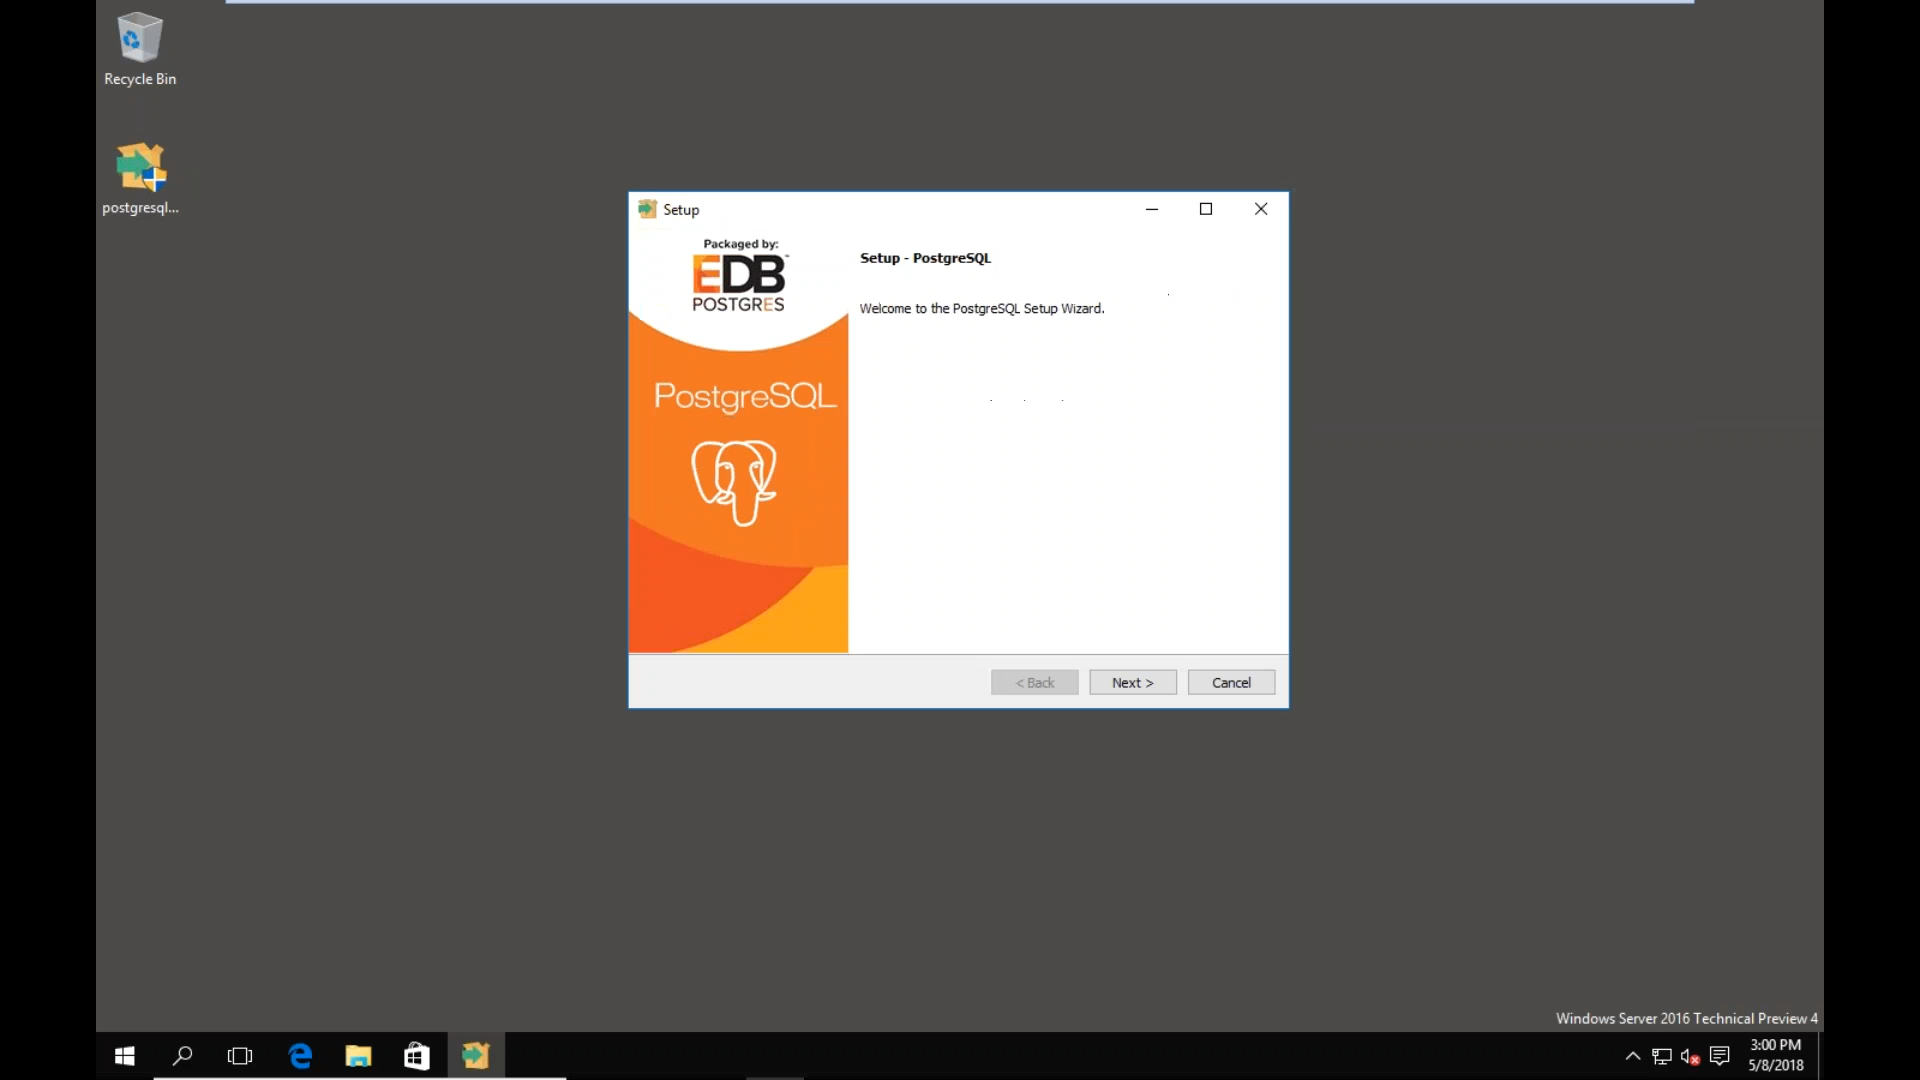 Recycle Bin
postgresql...
Setup
Packaged by:
EDB
POSTGRES
PostgreSQL
Setup - PostgreSQL
Welcome to the PostgreSQL Setup Wizard.
< Back
Next >
Cancel
Windows Server 2016 Technical Preview 4
3:00 PM
5/8/2018